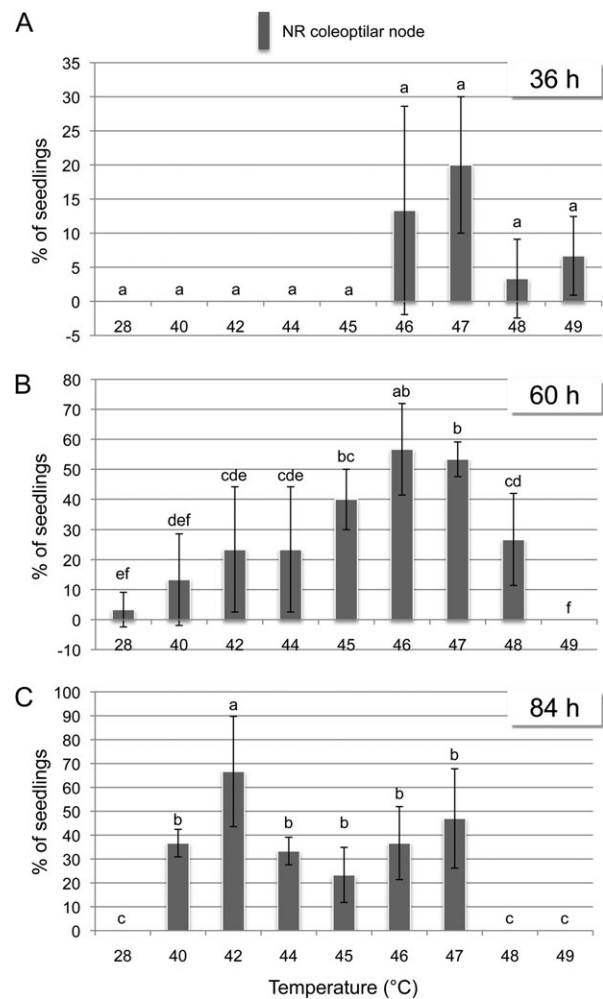 A
NR coleoptilar node
36 h
% of seedlings
35
30
25
20
15
10
5
0
-5
a a a a a a a a a
28 40 42 44 45 46 47 48 49
B
60 h
% of seedlings
80
70
60
50
40
30
20
10
0
-10
ef def cde cde bc ab b cd f
28 40 42 44 45 46 47 48 49
C
84 h
% of seedlings
100
90
80
70
60
50
40
30
20
10
0
c b a b b b b c c
28 40 42 44 45 46 47 48 49
Temperature (°C)